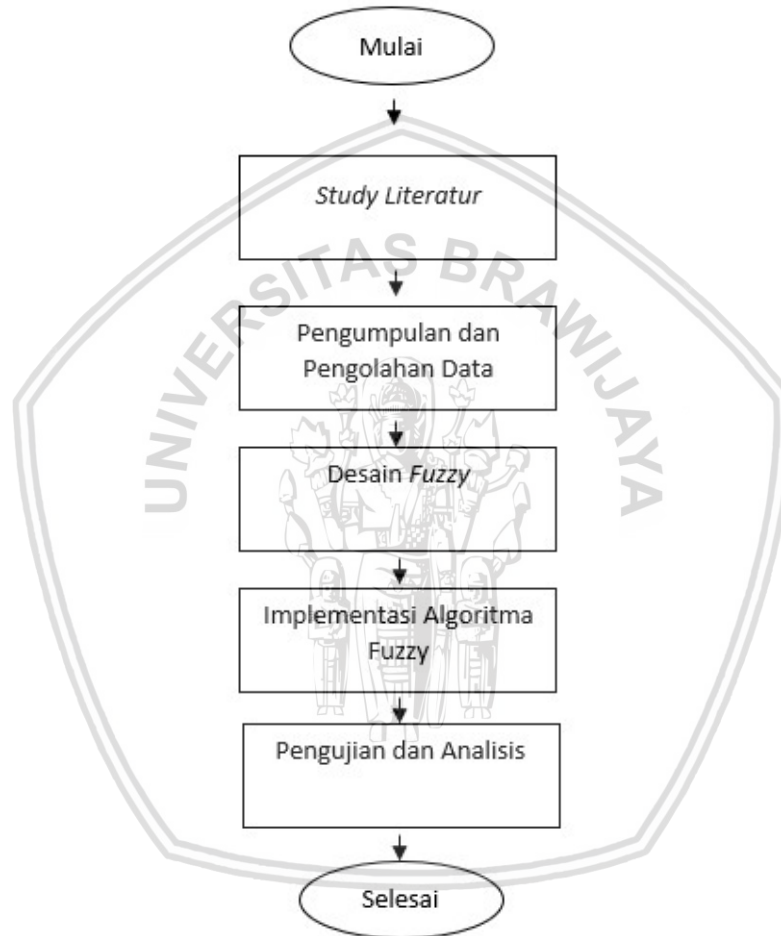 Mulai
Study Literatur
UNIVERSITAS BRAWIJAYA
Pengumpulan dan
Pengolahan Data
Desain Fuzzy
Implementasi Algoritma
Fuzzy
Pengujian dan Analisis
Selesai